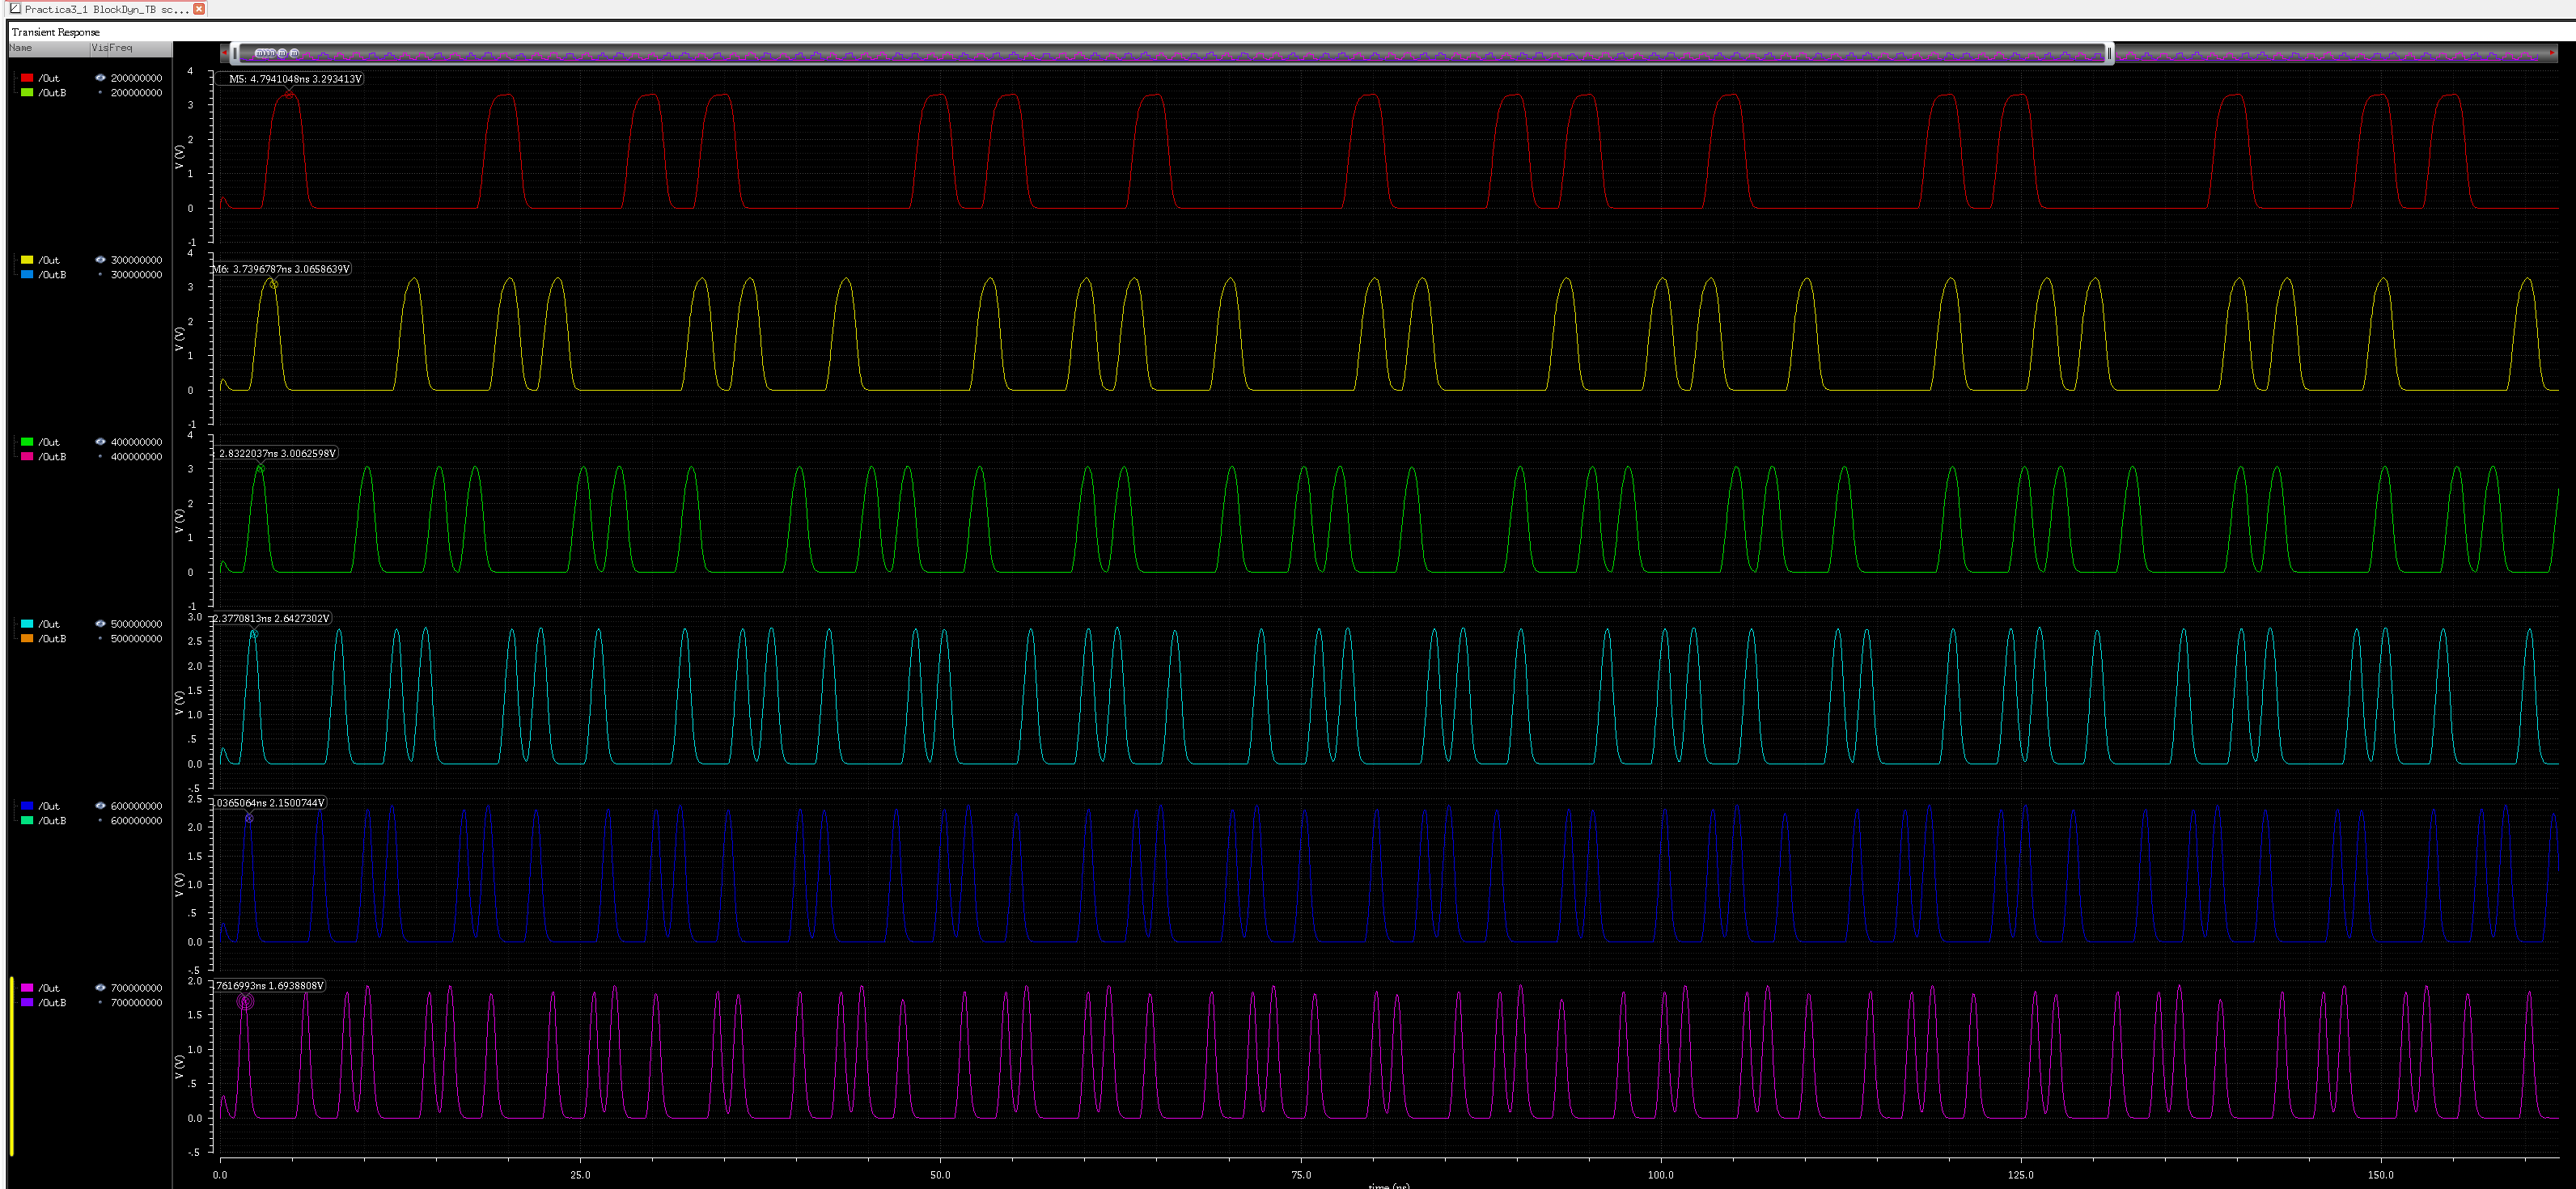 Practica3_1 BlockDyn_TB sc...
Transient Response
Name Vis Freq
/Out 200000000
/OutB 200000000
M5: 4.7941048ns 3.293413V
4
3
2
1
0
-1
V (V)
/Out 300000000
/OutB 300000000
M6: 3.7396787ns 3.0658639V
4
3
2
1
0
-1
V (V)
/Out 400000000
/OutB 400000000
2.8322037ns 3.0062598V
4
3
2
1
0
-1
V (V)
/Out 500000000
/OutB 500000000
2.3770813ns 2.6427302V
3.0
2.5
2.0
1.5
1.0
.5
0.0
-.5
V (V)
/Out 600000000
/OutB 600000000
.0365064ns 2.1500744V
2.5
2.0
1.5
1.0
.5
0.0
-.5
V (V)
/Out 700000000
/OutB 700000000
7616993ns 1.6938808V
2.0
1.5
1.0
.5
0.0
-.5
V (V)
0.0 25.0 50.0 75.0 100.0 125.0 150.0
time (ns)